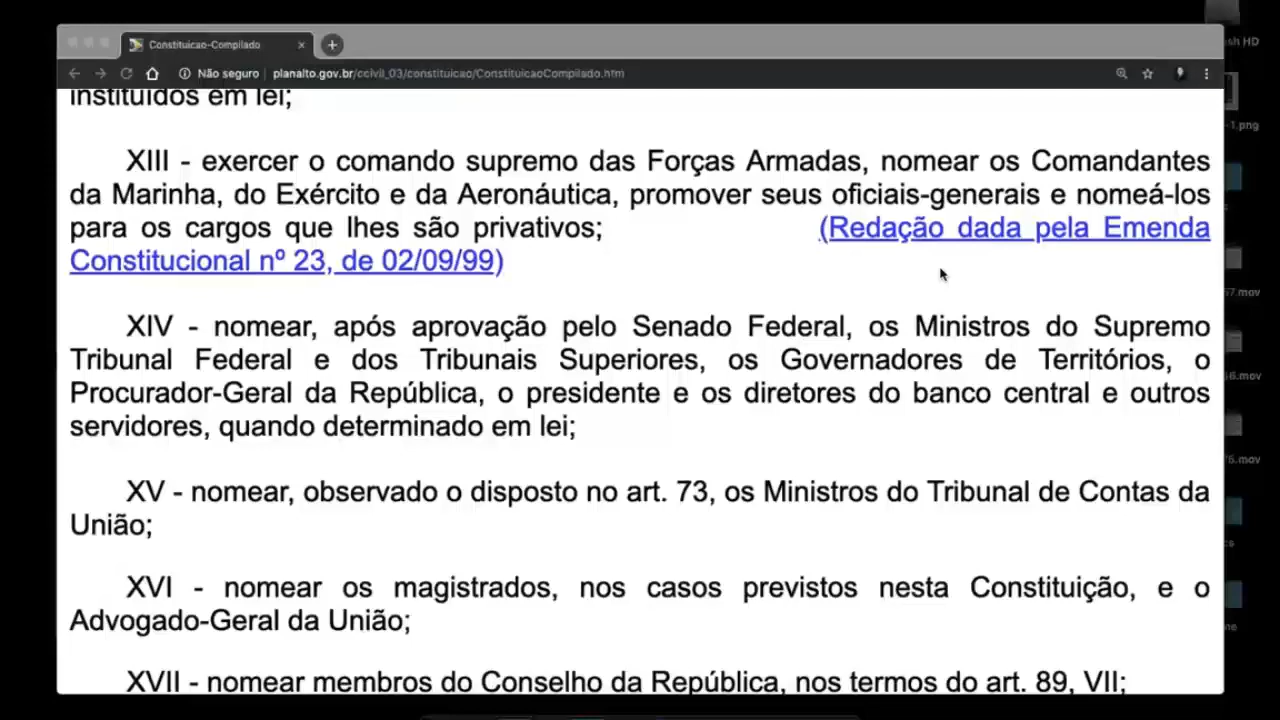 Constituicao-Compilado
Não seguro | planalto.gov.br/ccivil_03/constituicao/ConstituicaoCompilado.htm
instituídos em lei;
XIII - exercer o comando supremo das Forças Armadas, nomear os Comandantes
da Marinha, do Exército e da Aeronáutica, promover seus oficiais-generais e nomeá-los
para os cargos que lhes são privativos; (Redação dada pela Emenda
Constitucional nº 23, de 02/09/99)
XIV - nomear, após aprovação pelo Senado Federal, os Ministros do Supremo
Tribunal Federal e dos Tribunais Superiores, os Governadores de Territórios, o
Procurador-Geral da República, o presidente e os diretores do banco central e outros
servidores, quando determinado em lei;
XV - nomear, observado o disposto no art. 73, os Ministros do Tribunal de Contas da
União;
XVI - nomear os magistrados, nos casos previstos nesta Constituição, e o
Advogado-Geral da União;
XVII - nomear membros do Conselho da República, nos termos do art. 89, VII;
HD
-1.png
.mov
.mov
.mov